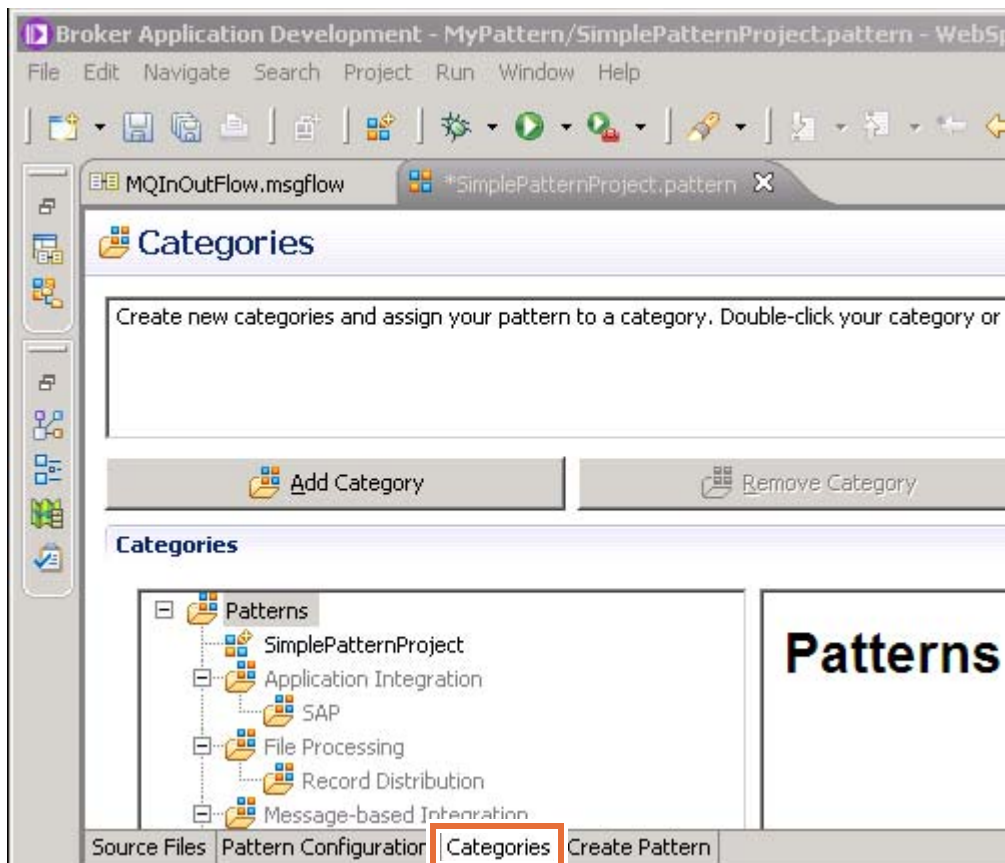 Broker Application Development - MyPattern/SimplePatternProject.pattern - WebSp
File Edit Navigate Search Project Run Window Help
MQInOutFlow.msgflow *SimplePatternProject.pattern
Categories
Create new categories and assign your pattern to a category. Double-click your category or
Add Category Remove Category
Categories
Patterns
SimplePatternProject
Application Integration
SAP
File Processing
Record Distribution
Message-based Integration
Patterns
Source Files Pattern Configuration Categories Create Pattern